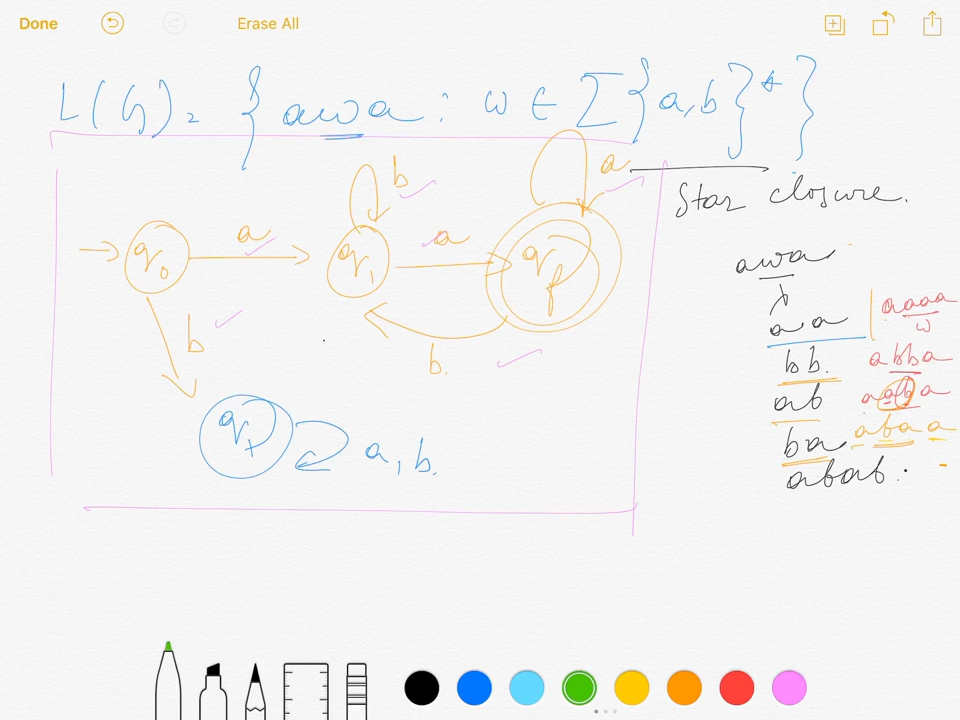 Done
Erase All
L(G)= { awa : w ∈ Σ{a,b}* }
Star closure.
b
a
a
a
q0
q1
qf
b
b.
qt
a, b.
awa
aa
aaaa
w
bb.
abba
ab
aaba
ba
abaa
abab.